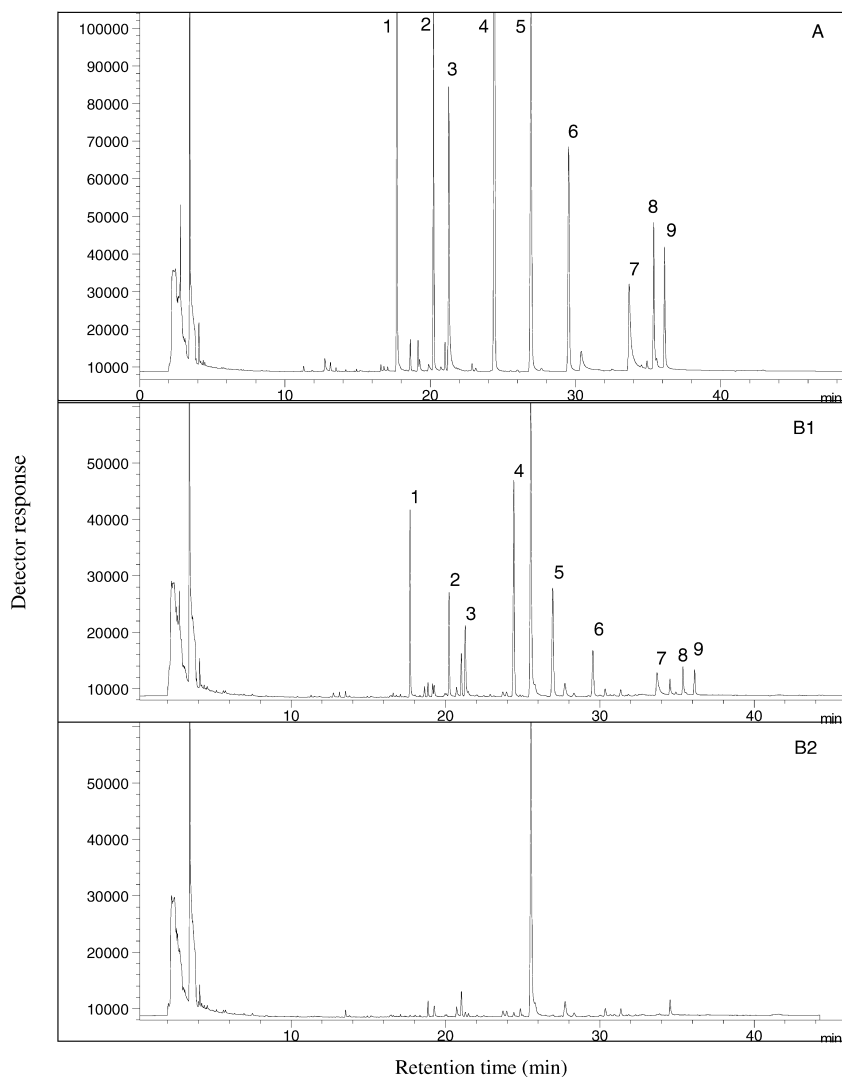 A
1 2 3 4 5 6 7 8 9
100000
90000
80000
70000
60000
50000
40000
30000
20000
10000
0 10 20 30 40 min
B1
1 2 3 4 5 6 7 8 9
50000
40000
30000
20000
10000
10 20 30 40 min
B2
50000
40000
30000
20000
10000
10 20 30 40 min
Detector response
Retention time (min)